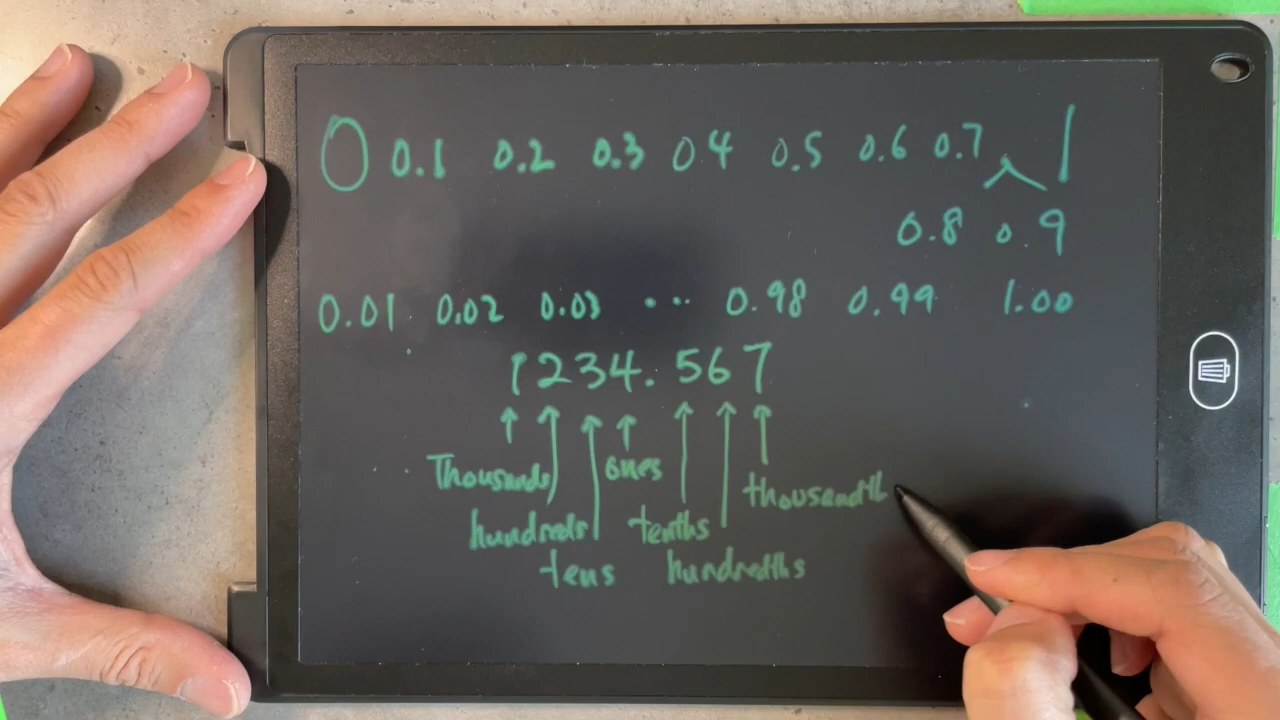 0 0.1 0.2 0.3 0.4 0.5 0.6 0.7 1
0.8 0.9
0.01 0.02 0.03 ... 0.98 0.99 1.00
1234.567
Thousands ones thousandth
hundreds tenths
tens hundredths